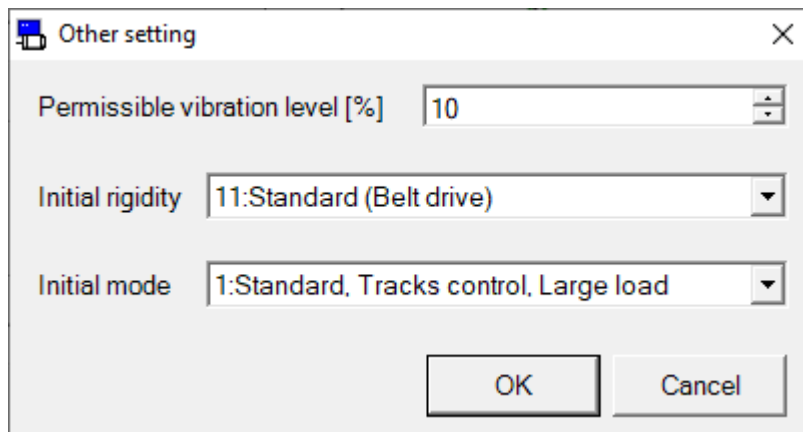 Other setting
Permissible vibration level [%] 10
Initial rigidity 11:Standard (Belt drive)
Initial mode 1:Standard, Tracks control, Large load
OK Cancel